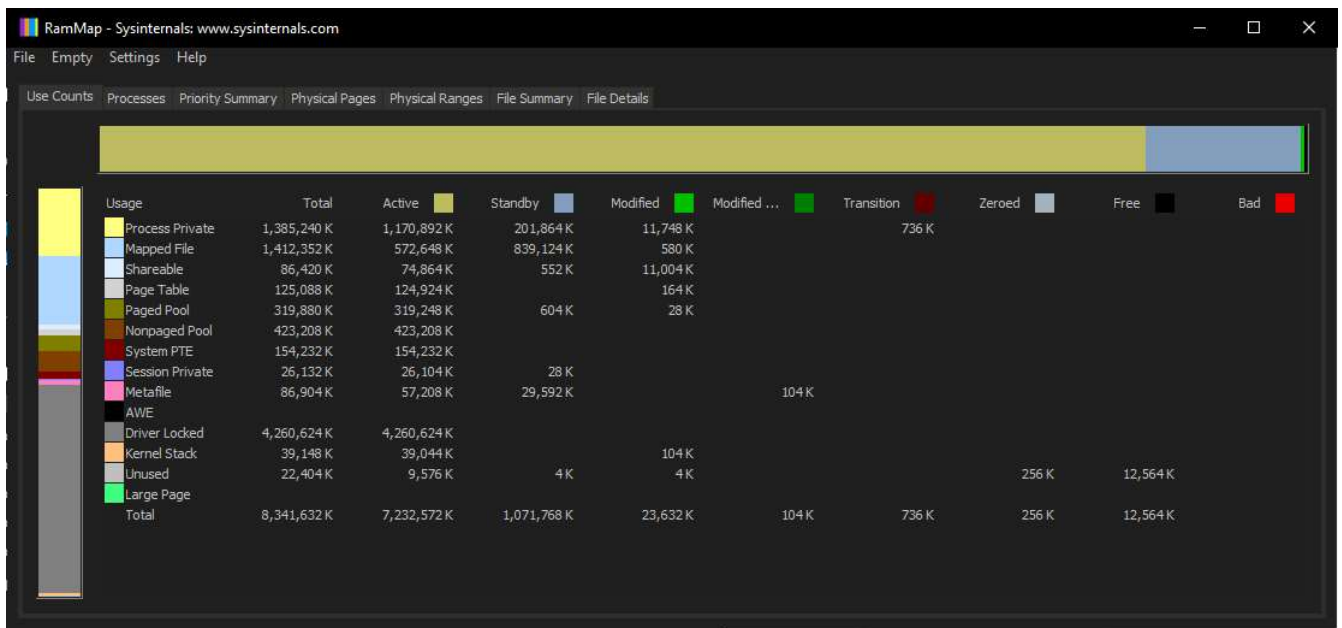 RamMap - Sysinternals: www.sysinternals.com
File Empty Settings Help
Use Counts Processes Priority Summary Physical Pages Physical Ranges File Summary File Details
Usage Total Active Standby Modified Modified ... Transition Zeroed Free Bad
Process Private 1,385,240 K 1,170,892 K 201,864 K 11,748 K 736 K
Mapped File 1,412,352 K 572,648 K 839,124 K 580 K
Shareable 86,420 K 74,864 K 552 K 11,004 K
Page Table 125,088 K 124,924 K 164 K
Paged Pool 319,880 K 319,248 K 604 K 28 K
Nonpaged Pool 423,208 K 423,208 K
System PTE 154,232 K 154,232 K
Session Private 26,132 K 26,104 K 28 K
Metafile 86,904 K 57,208 K 29,592 K 104 K
AWE
Driver Locked 4,260,624 K 4,260,624 K
Kernel Stack 39,148 K 39,044 K 104 K
Unused 22,404 K 9,576 K 4 K 4 K 256 K 12,564 K
Large Page
Total 8,341,632 K 7,232,572 K 1,071,768 K 23,632 K 104 K 736 K 256 K 12,564 K